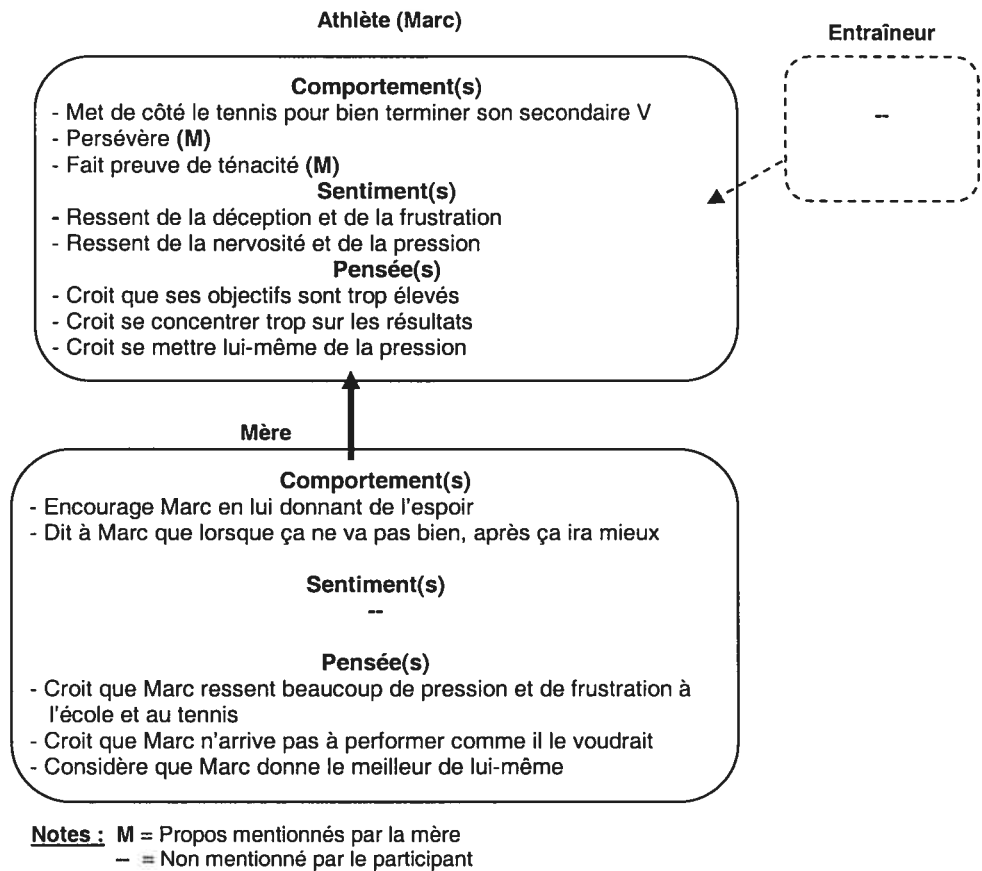 Athlète (Marc)
Entraîneur
--
Comportement(s)
- Met de côté le tennis pour bien terminer son secondaire V
- Persévère (M)
- Fait preuve de ténacité (M)
Sentiment(s)
- Ressent de la déception et de la frustration
- Ressent de la nervosité et de la pression
Pensée(s)
- Croit que ses objectifs sont trop élevés
- Croit se concentrer trop sur les résultats
- Croit se mettre lui-même de la pression
Mère
Comportement(s)
- Encourage Marc en lui donnant de l'espoir
- Dit à Marc que lorsque ça ne va pas bien, après ça ira mieux
Sentiment(s)
--
Pensée(s)
- Croit que Marc ressent beaucoup de pression et de frustration à
l'école et au tennis
- Croit que Marc n'arrive pas à performer comme il le voudrait
- Considère que Marc donne le meilleur de lui-même
Notes : M = Propos mentionnés par la mère
– = Non mentionné par le participant